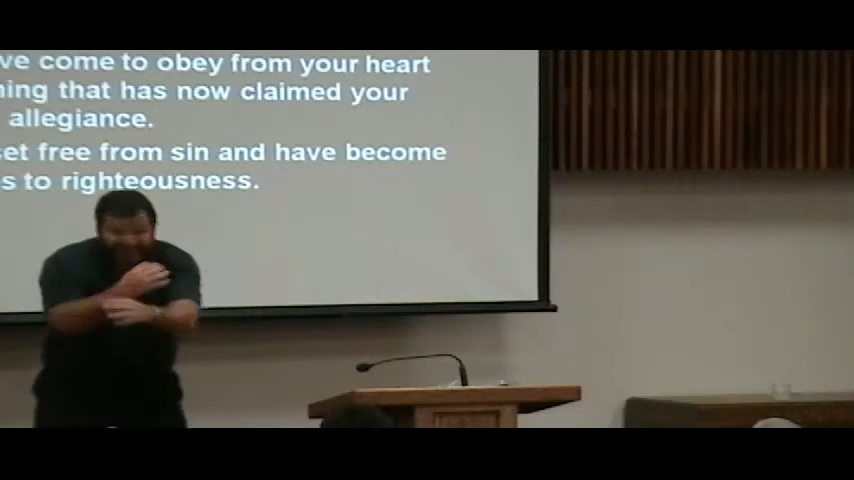 ve come to obey from your heart
ning that has now claimed your
allegiance.
set free from sin and have become
s to righteousness.